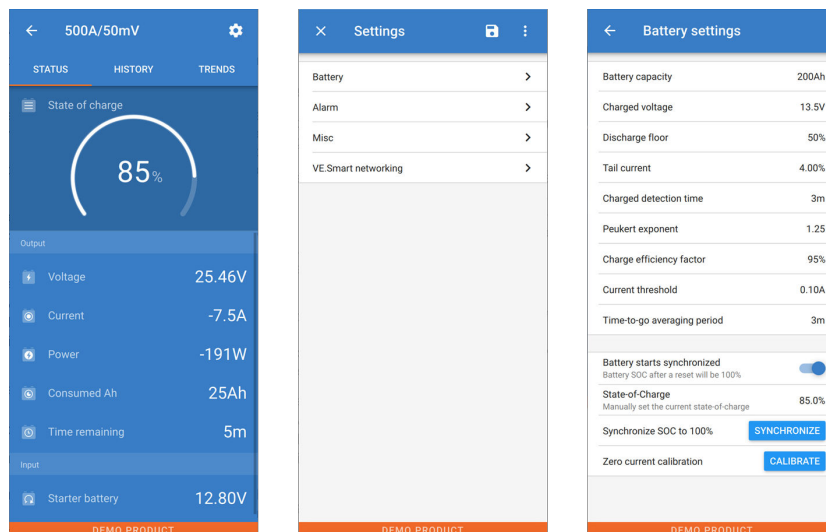 500A/50mV
STATUS HISTORY TRENDS
State of charge
85%
Output
Voltage 25.46V
Current -7.5A
Power -191W
Consumed Ah 25Ah
Time remaining 5m
Input
Starter battery 12.80V
DEMO PRODUCT
Settings
Battery
Alarm
Misc
VE.Smart networking
DEMO PRODUCT
Battery settings
Battery capacity 200Ah
Charged voltage 13.5V
Discharge floor 50%
Tail current 4.00%
Charged detection time 3m
Peukert exponent 1.25
Charge efficiency factor 95%
Current threshold 0.10A
Time-to-go averaging period 3m
Battery starts synchronized
Battery SOC after a reset will be 100%
State-of-Charge 85.0%
Manually set the current state-of-charge
Synchronize SOC to 100% SYNCHRONIZE
Zero current calibration CALIBRATE
DEMO PRODUCT